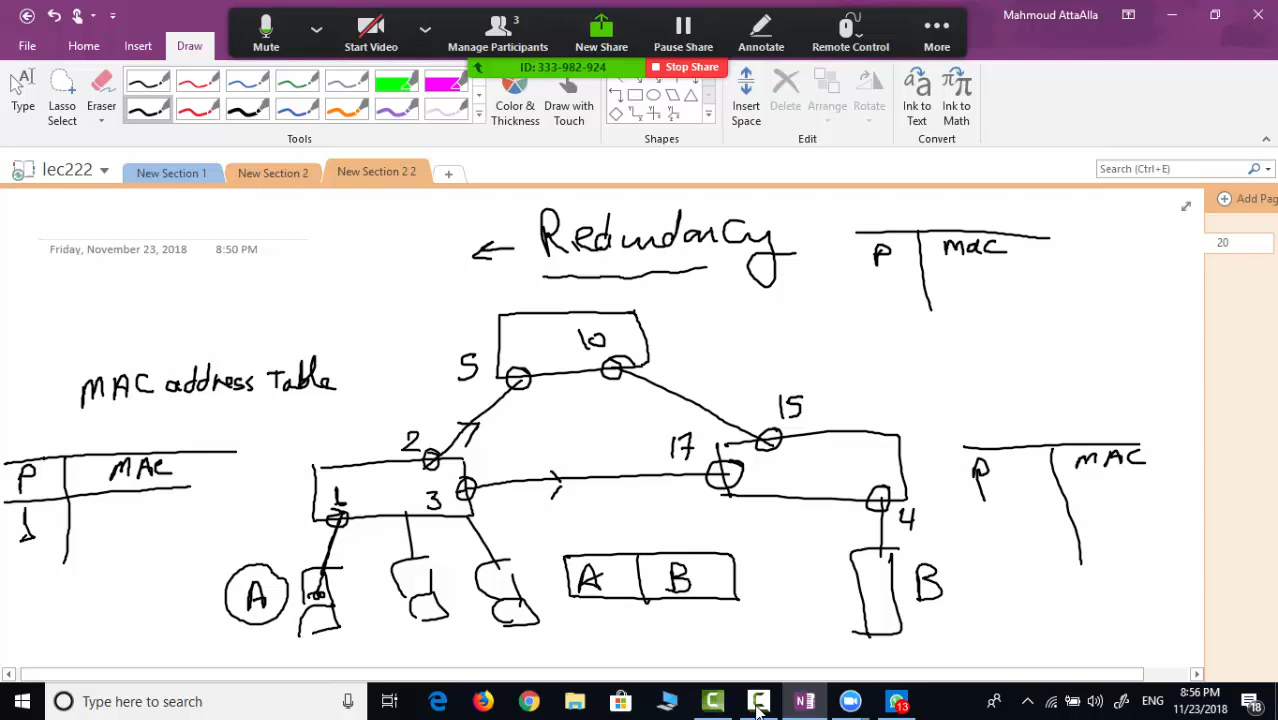 Mahmoud AttaAlla
3
Mute
Start Video
Manage Participants
New Share
Pause Share
Annotate
Remote Control
More
ID: 333-982-924
Stop Share
File
Home
Insert
Draw
Type
Lasso Select
Eraser
Color & Thickness
Draw with Touch
Insert Space
Delete
Arrange
Rotate
Ink to Text
Ink to Math
Tools
Shapes
Edit
Convert
lec222
New Section 1
New Section 2
New Section 2 2
Search (Ctrl+E)
Add Pag
20
Friday, November 23, 2018
8:50 PM
Redundancy
P
Mac
10
5
MAC address Table
15
2
17
P
MAC
P
MAC
1
3
4
1
A
A
B
B
Type here to search
13
ENG
8:56 PM
11/23/2018
18